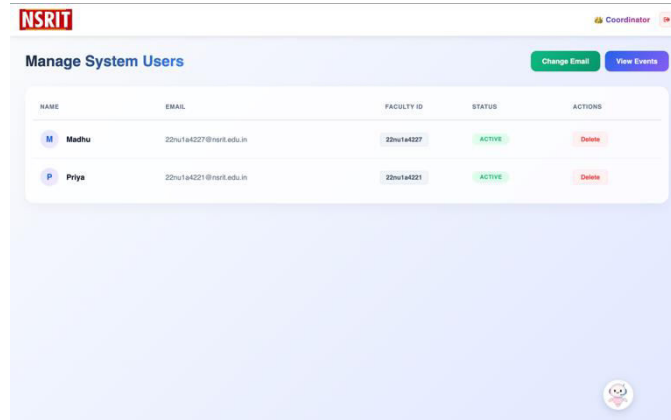 NSRIT
Coordinator
Manage System Users
Change Email
View Events
NAME EMAIL FACULTY ID STATUS ACTIONS
M Madhu 22nu1a4227@nsrit.edu.in 22nu1a4227 ACTIVE Delete
P Priya 22nu1a4221@nsrit.edu.in 22nu1a4221 ACTIVE Delete